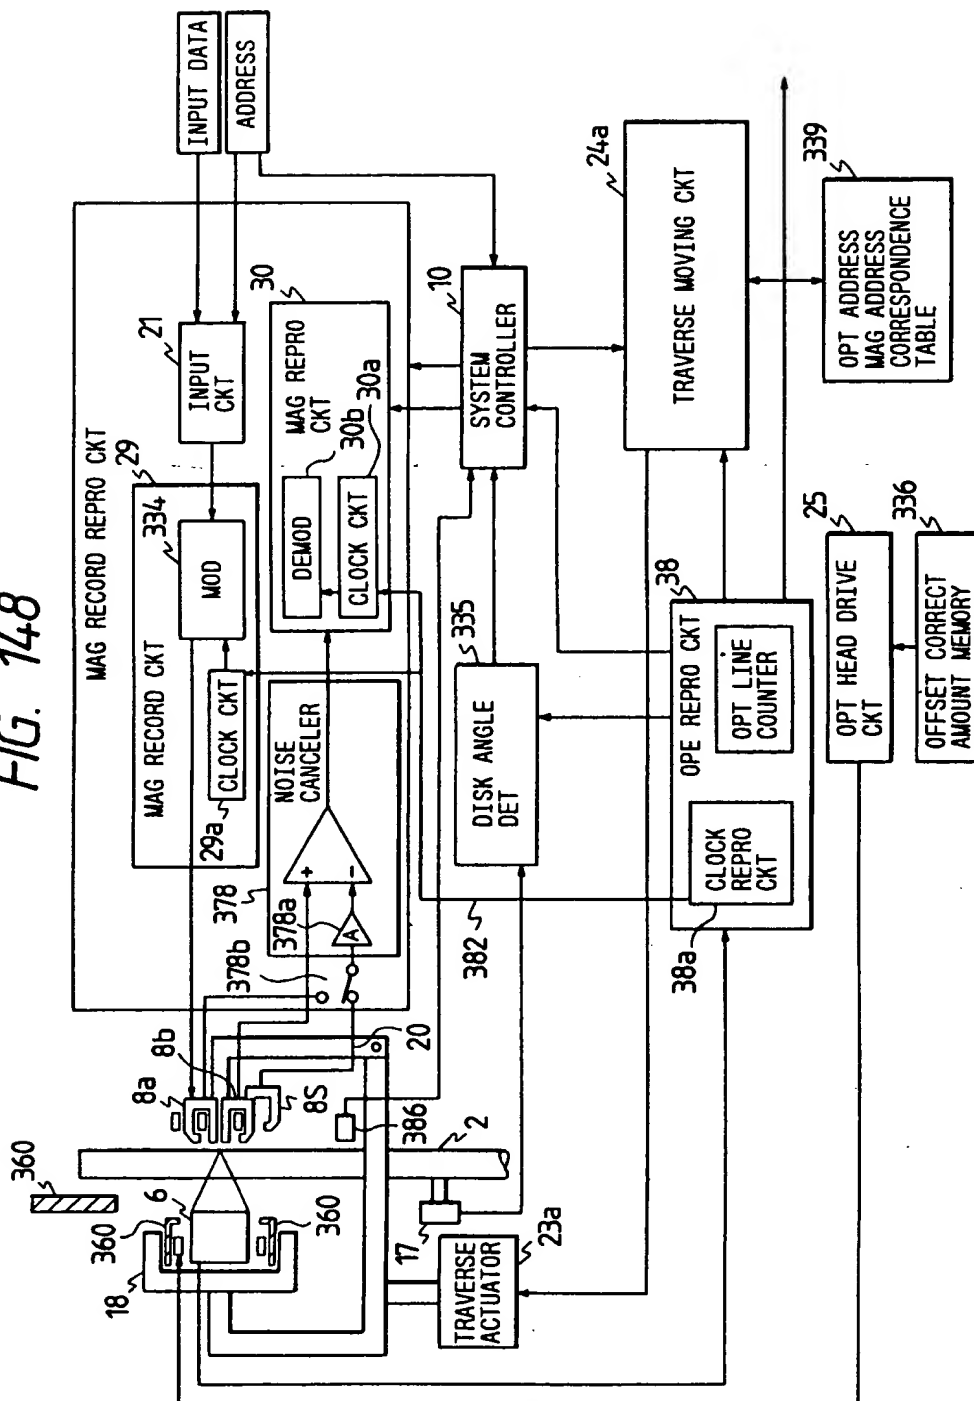 FIG. 148
INPUT DATA
ADDRESS
MAG RECORD REPRO CKT
21
INPUT
CKT
29
MAG RECORD CKT
334
MOD
CLOCK CKT
29a
30
MAG REPRO
CKT
30b
30a
DEMOD
CLOCK CKT
NOISE
CANCELER
+
−
A
378
378a
378b
8a
8b
8S
20
360
6
360
360
18
386
2
17
23a
TRAVERSE
ACTUATOR
10
SYSTEM
CONTROLLER
335
DISK ANGLE
DET
382
24a
TRAVERSE MOVING CKT
339
OPT ADDRESS
MAG ADDRESS
CORRESPONDENCE
TABLE
38
OPE REPRO CKT
OPT LINE
COUNTER
CLOCK
REPRO
CKT
38a
25
OPT HEAD DRIVE
CKT
336
OFFSET CORRECT
AMOUNT MEMORY